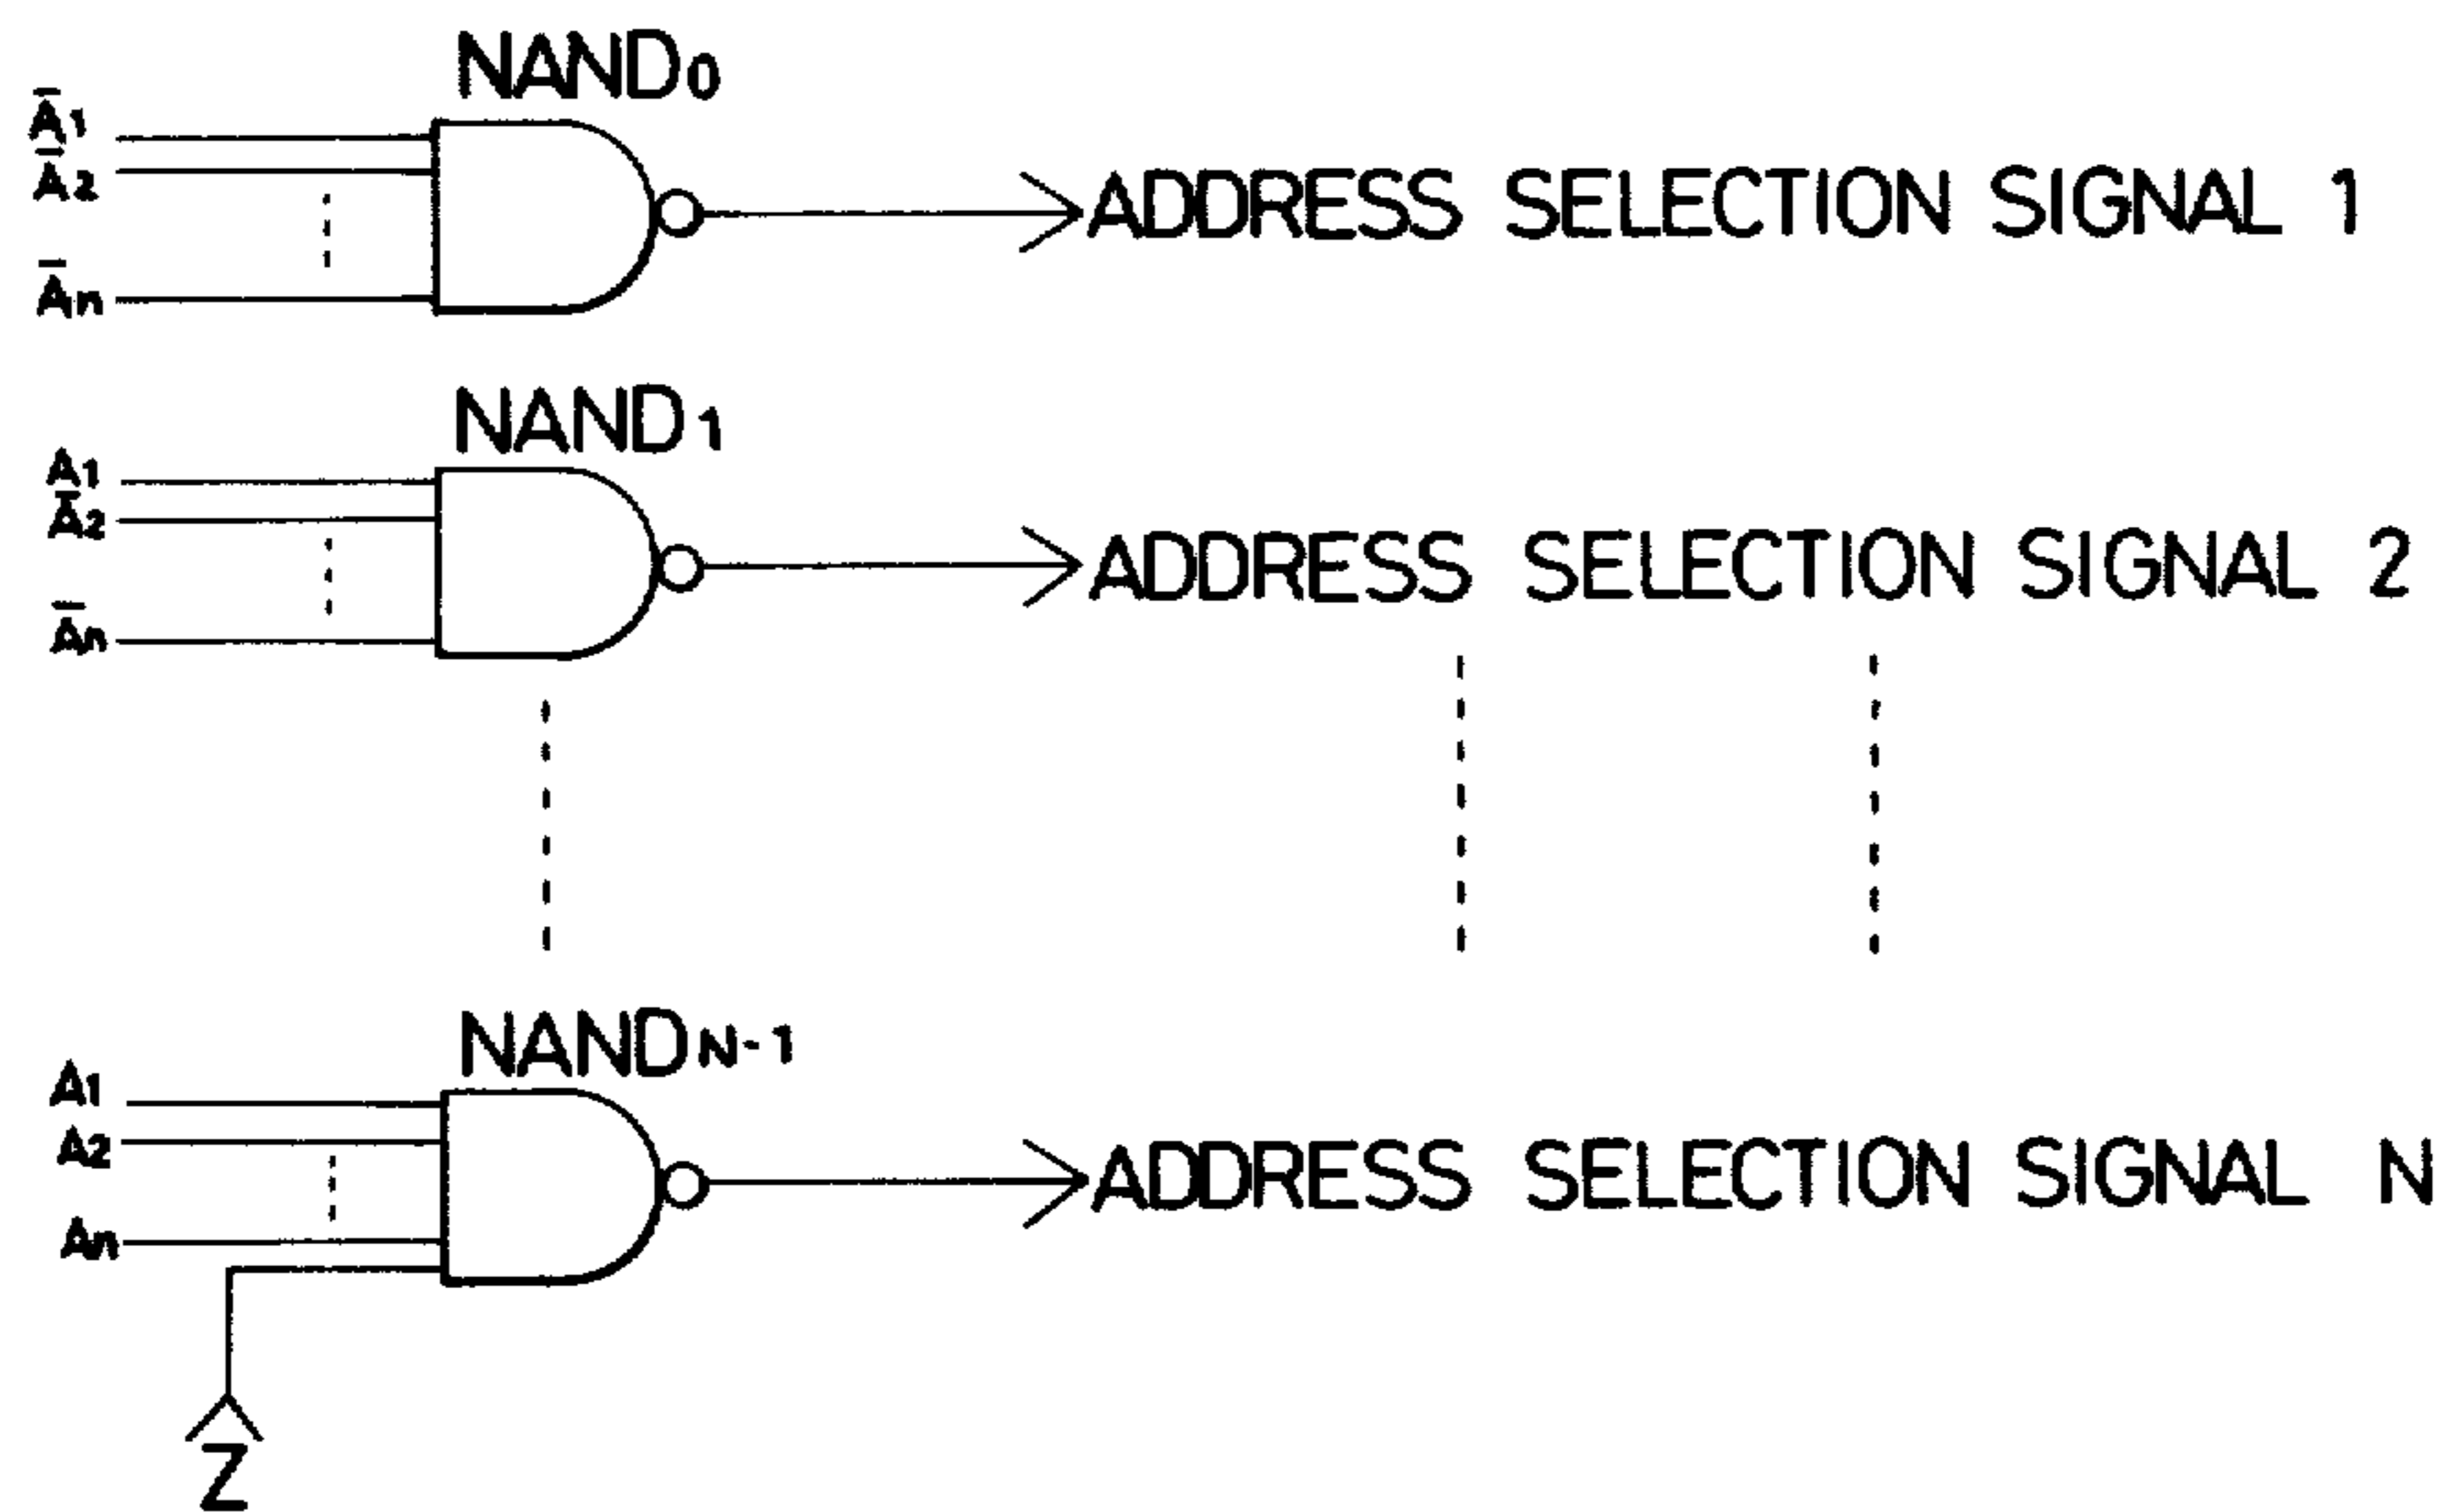 NAND0
Ā1
Ā2
Ān
ADDRESS SELECTION SIGNAL 1
NAND1
A1
Ā2
Ān
ADDRESS SELECTION SIGNAL 2
NANDN-1
A1
A2
An
ADDRESS SELECTION SIGNAL N
Z